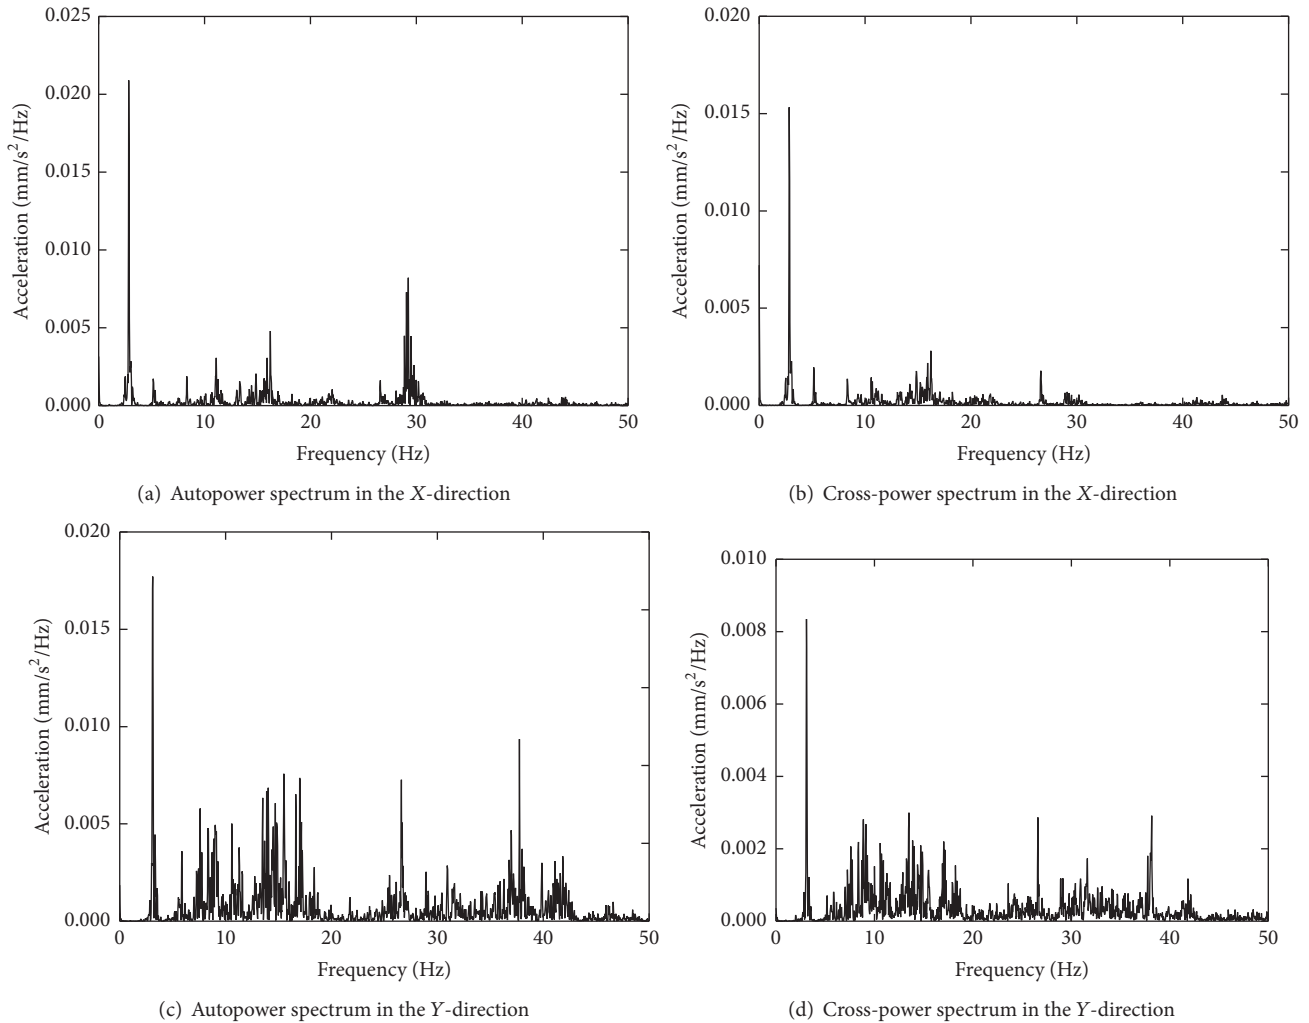 0.025
0.020
0.015
0.010
0.005
0.000
Acceleration (mm/s²/Hz)
0 10 20 30 40 50
Frequency (Hz)
(a) Autopower spectrum in the X-direction
0.020
0.015
0.010
0.005
0.000
Acceleration (mm/s²/Hz)
0 10 20 30 40 50
Frequency (Hz)
(b) Cross-power spectrum in the X-direction
0.020
0.015
0.010
0.005
0.000
Acceleration (mm/s²/Hz)
0 10 20 30 40 50
Frequency (Hz)
(c) Autopower spectrum in the Y-direction
0.010
0.008
0.006
0.004
0.002
0.000
Acceleration (mm/s²/Hz)
0 10 20 30 40 50
Frequency (Hz)
(d) Cross-power spectrum in the Y-direction